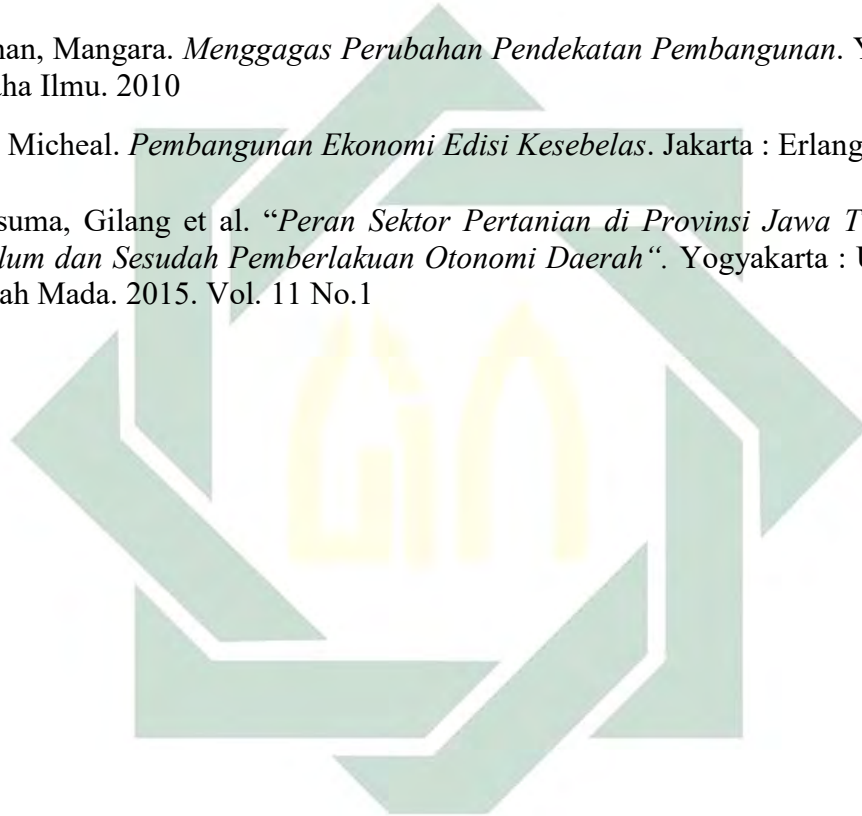 nan, Mangara. Menggagas Perubahan Pendekatan Pembangunan. Y
aha Ilmu. 2010
Micheal. Pembangunan Ekonomi Edisi Kesebelas. Jakarta : Erlang
suma, Gilang et al. “Peran Sektor Pertanian di Provinsi Jawa T
lum dan Sesudah Pemberlakuan Otonomi Daerah“. Yogyakarta : U
ah Mada. 2015. Vol. 11 No.1